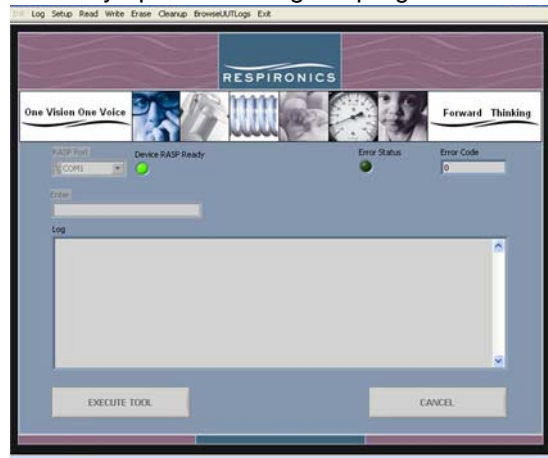 Log Setup Read Write Erase Cleanup BrowseUUTLogs Exit
RESPIRONICS
One Vision One Voice
Forward Thinking
RASP Port
Device RASP Ready
Error Status
Error Code
COM1
0
Enter
Log
EXECUTE TOOL
CANCEL